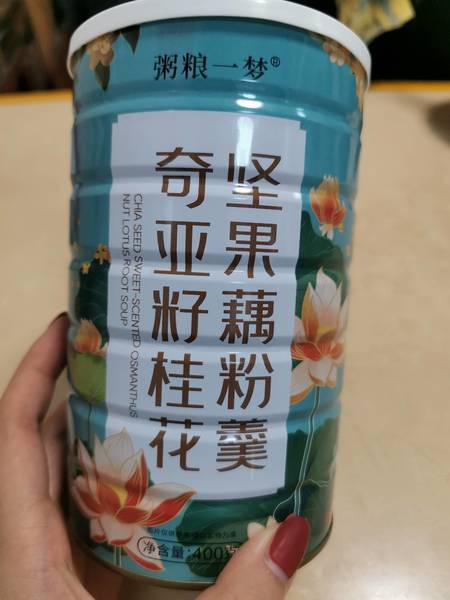 粥粮一梦®
奇亚籽桂花
坚果藕粉羹
CHIA SEED SWEET-SCENTED OSMANTHUS
NUT LOTUS ROOT SOUP
净含量:400克